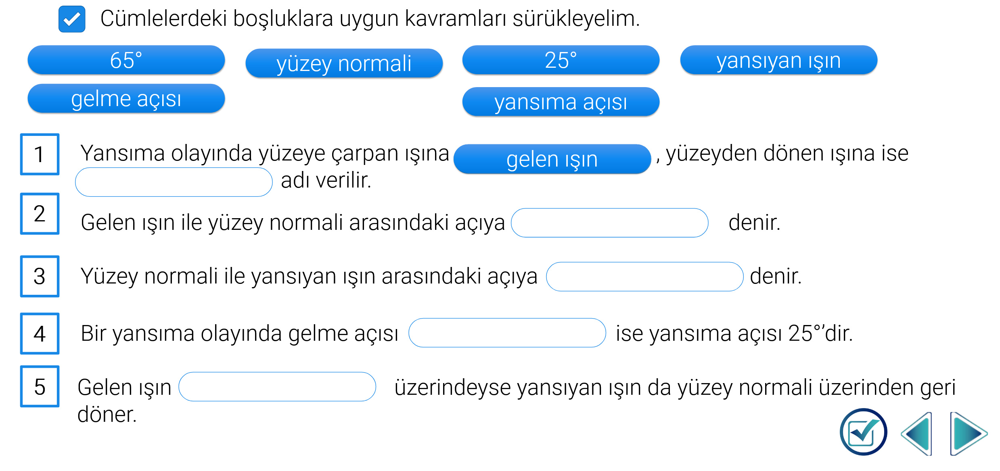 Cümlelerdeki boşluklara uygun kavramları sürükleyelim.
65° yüzey normali 25° yansıyan ışın
gelme açısı yansıma açısı
1 Yansıma olayında yüzeye çarpan ışına gelen ışın , yüzeyden dönen ışına ise
adı verilir.
2 Gelen ışın ile yüzey normali arasındaki açıya denir.
3 Yüzey normali ile yansıyan ışın arasındaki açıya denir.
4 Bir yansıma olayında gelme açısı ise yansıma açısı 25°’dir.
5 Gelen ışın üzerindeyse yansıyan ışın da yüzey normali üzerinden geri
döner.